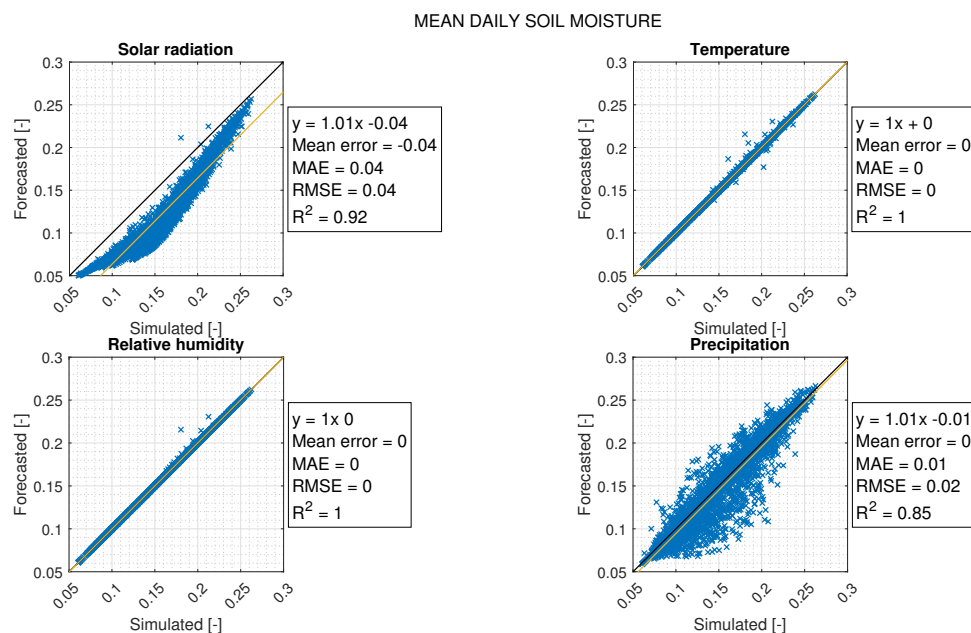 MEAN DAILY SOIL MOISTURE
Solar radiation
0.3
0.25
0.2
0.15
0.1
0.05
Forecasted [-]
0.05
0.1
0.15
0.2
0.25
0.3
Simulated [-]
y = 1.01x -0.04
Mean error = -0.04
MAE = 0.04
RMSE = 0.04
R² = 0.92
Temperature
0.3
0.25
0.2
0.15
0.1
0.05
Forecasted [-]
0.05
0.1
0.15
0.2
0.25
0.3
Simulated [-]
y = 1x + 0
Mean error = 0
MAE = 0
RMSE = 0
R² = 1
Relative humidity
0.3
0.25
0.2
0.15
0.1
0.05
Forecasted [-]
0.05
0.1
0.15
0.2
0.25
0.3
Simulated [-]
y = 1x 0
Mean error = 0
MAE = 0
RMSE = 0
R² = 1
Precipitation
0.3
0.25
0.2
0.15
0.1
0.05
Forecasted [-]
0.05
0.1
0.15
0.2
0.25
0.3
Simulated [-]
y = 1.01x -0.01
Mean error = 0
MAE = 0.01
RMSE = 0.02
R² = 0.85